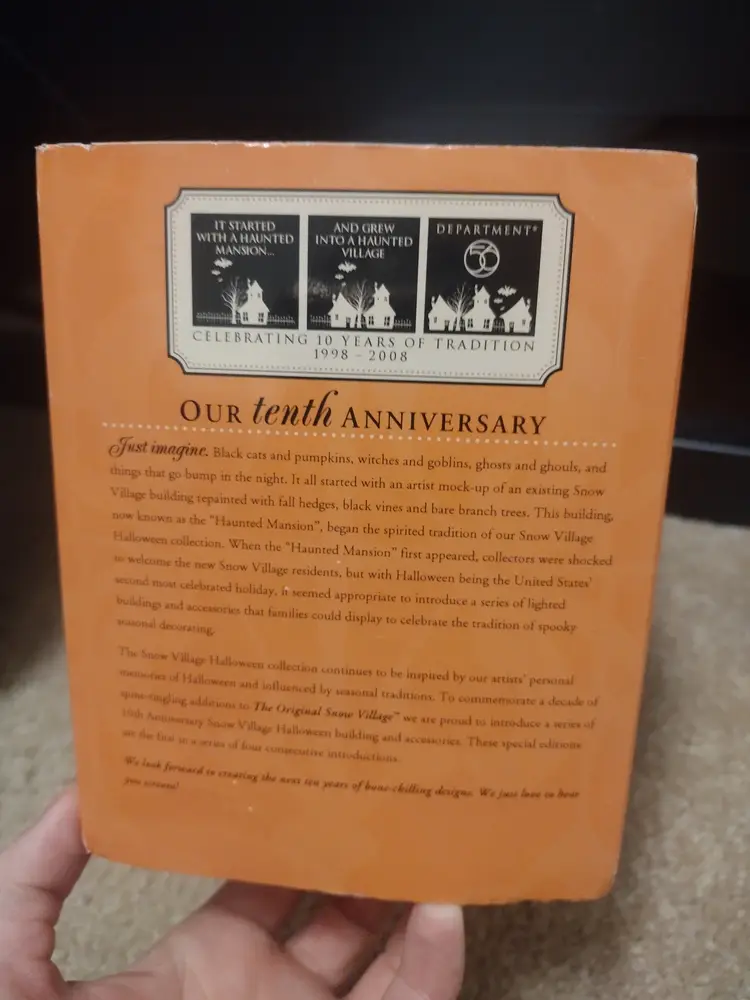 IT STARTED
WITH A HAUNTED
MANSION...
AND GREW
INTO A HAUNTED
VILLAGE
DEPARTMENT®
56
CELEBRATING 10 YEARS OF TRADITION
1998 - 2008
OUR tenth ANNIVERSARY
Just imagine. Black cats and pumpkins, witches and goblins, ghosts and ghouls, and
things that go bump in the night. It all started with an artist mock-up of an existing Snow
Village building repainted with fall hedges, black vines and bare branch trees. This building,
now known as the "Haunted Mansion", began the spirited tradition of our Snow Village
Halloween collection. When the "Haunted Mansion" first appeared, collectors were shocked
to welcome the new Snow Village residents, but with Halloween being the United States'
second most celebrated holiday, it seemed appropriate to introduce a series of lighted
buildings and accessories that families could display to celebrate the tradition of spooky
seasonal decorating.
The Snow Village Halloween collection continues to be inspired by our artists' personal
memories of Halloween and influenced by seasonal traditions. To commemorate a decade of
spine-tingling additions to The Original Snow Village™ we are proud to introduce a series of
10th Anniversary Snow Village Halloween building and accessories. These special editions
are the first in a series of four consecutive introductions.
We look forward to creating the next ten years of bone-chilling designs. We just love to hear
you scream!